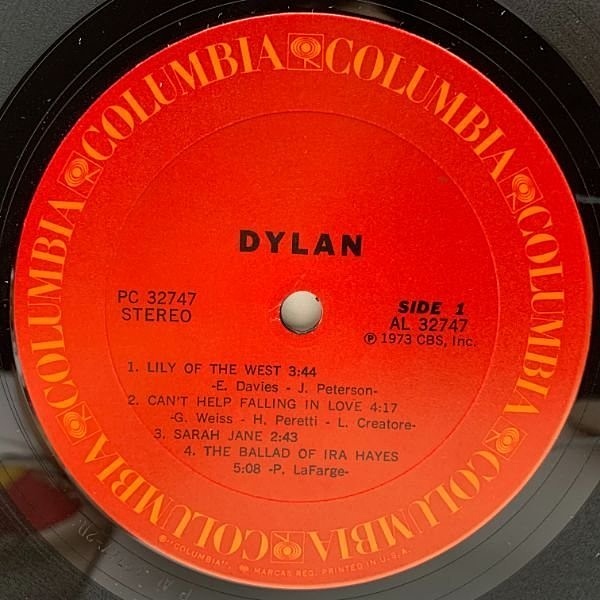 COLUMBIA COLUMBIA COLUMBIA COLUMBIA COLUMBIA COLUMBIA
DYLAN
PC 32747
STEREO
SIDE 1
AL 32747
Ⓟ 1973 CBS, Inc.
1. LILY OF THE WEST 3:44
-E. Davies - J. Peterson-
2. CAN'T HELP FALLING IN LOVE 4:17
-G. Weiss - H. Peretti - L. Creatore-
3. SARAH JANE 2:43
4. THE BALLAD OF IRA HAYES
5:08 -P. LaFarge-
"COLUMBIA", MARCAS REG. PRINTED IN U.S.A.